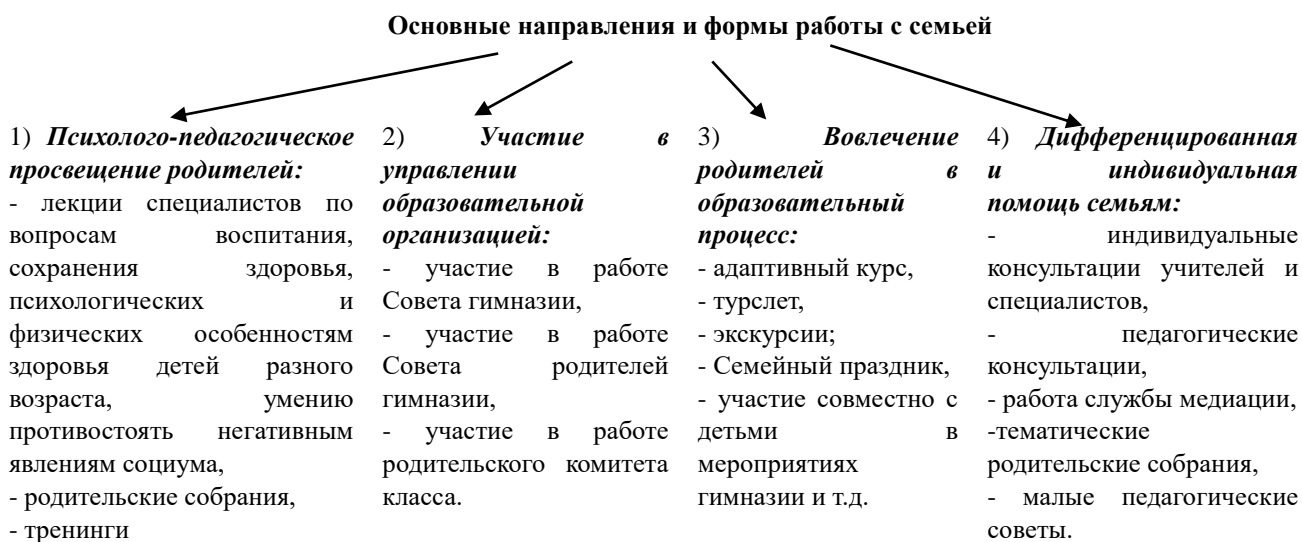 Основные направления и формы работы с семьей
1) Психолого-педагогическое
просвещение родителей:
- лекции специалистов по
вопросам воспитания,
сохранения здоровья,
психологических и
физических особенностям
здоровья детей разного
возраста, умению
противостоять негативным
явлениям социума,
- родительские собрания,
- тренинги
2) Участие в
управлении
образовательной
организацией:
- участие в работе
Совета гимназии,
- участие в работе
Совета родителей
гимназии,
- участие в работе
родительского комитета
класса.
3) Вовлечение
родителей в
образовательный
процесс:
- адаптивный курс,
- турслет,
- экскурсии;
- Семейный праздник,
- участие совместно с
детьми в
мероприятиях
гимназии и т.д.
4) Дифференцированная
и индивидуальная
помощь семьям:
- индивидуальные
консультации учителей и
специалистов,
- педагогические
консультации,
- работа службы медиации,
-тематические
родительские собрания,
- малые педагогические
советы.